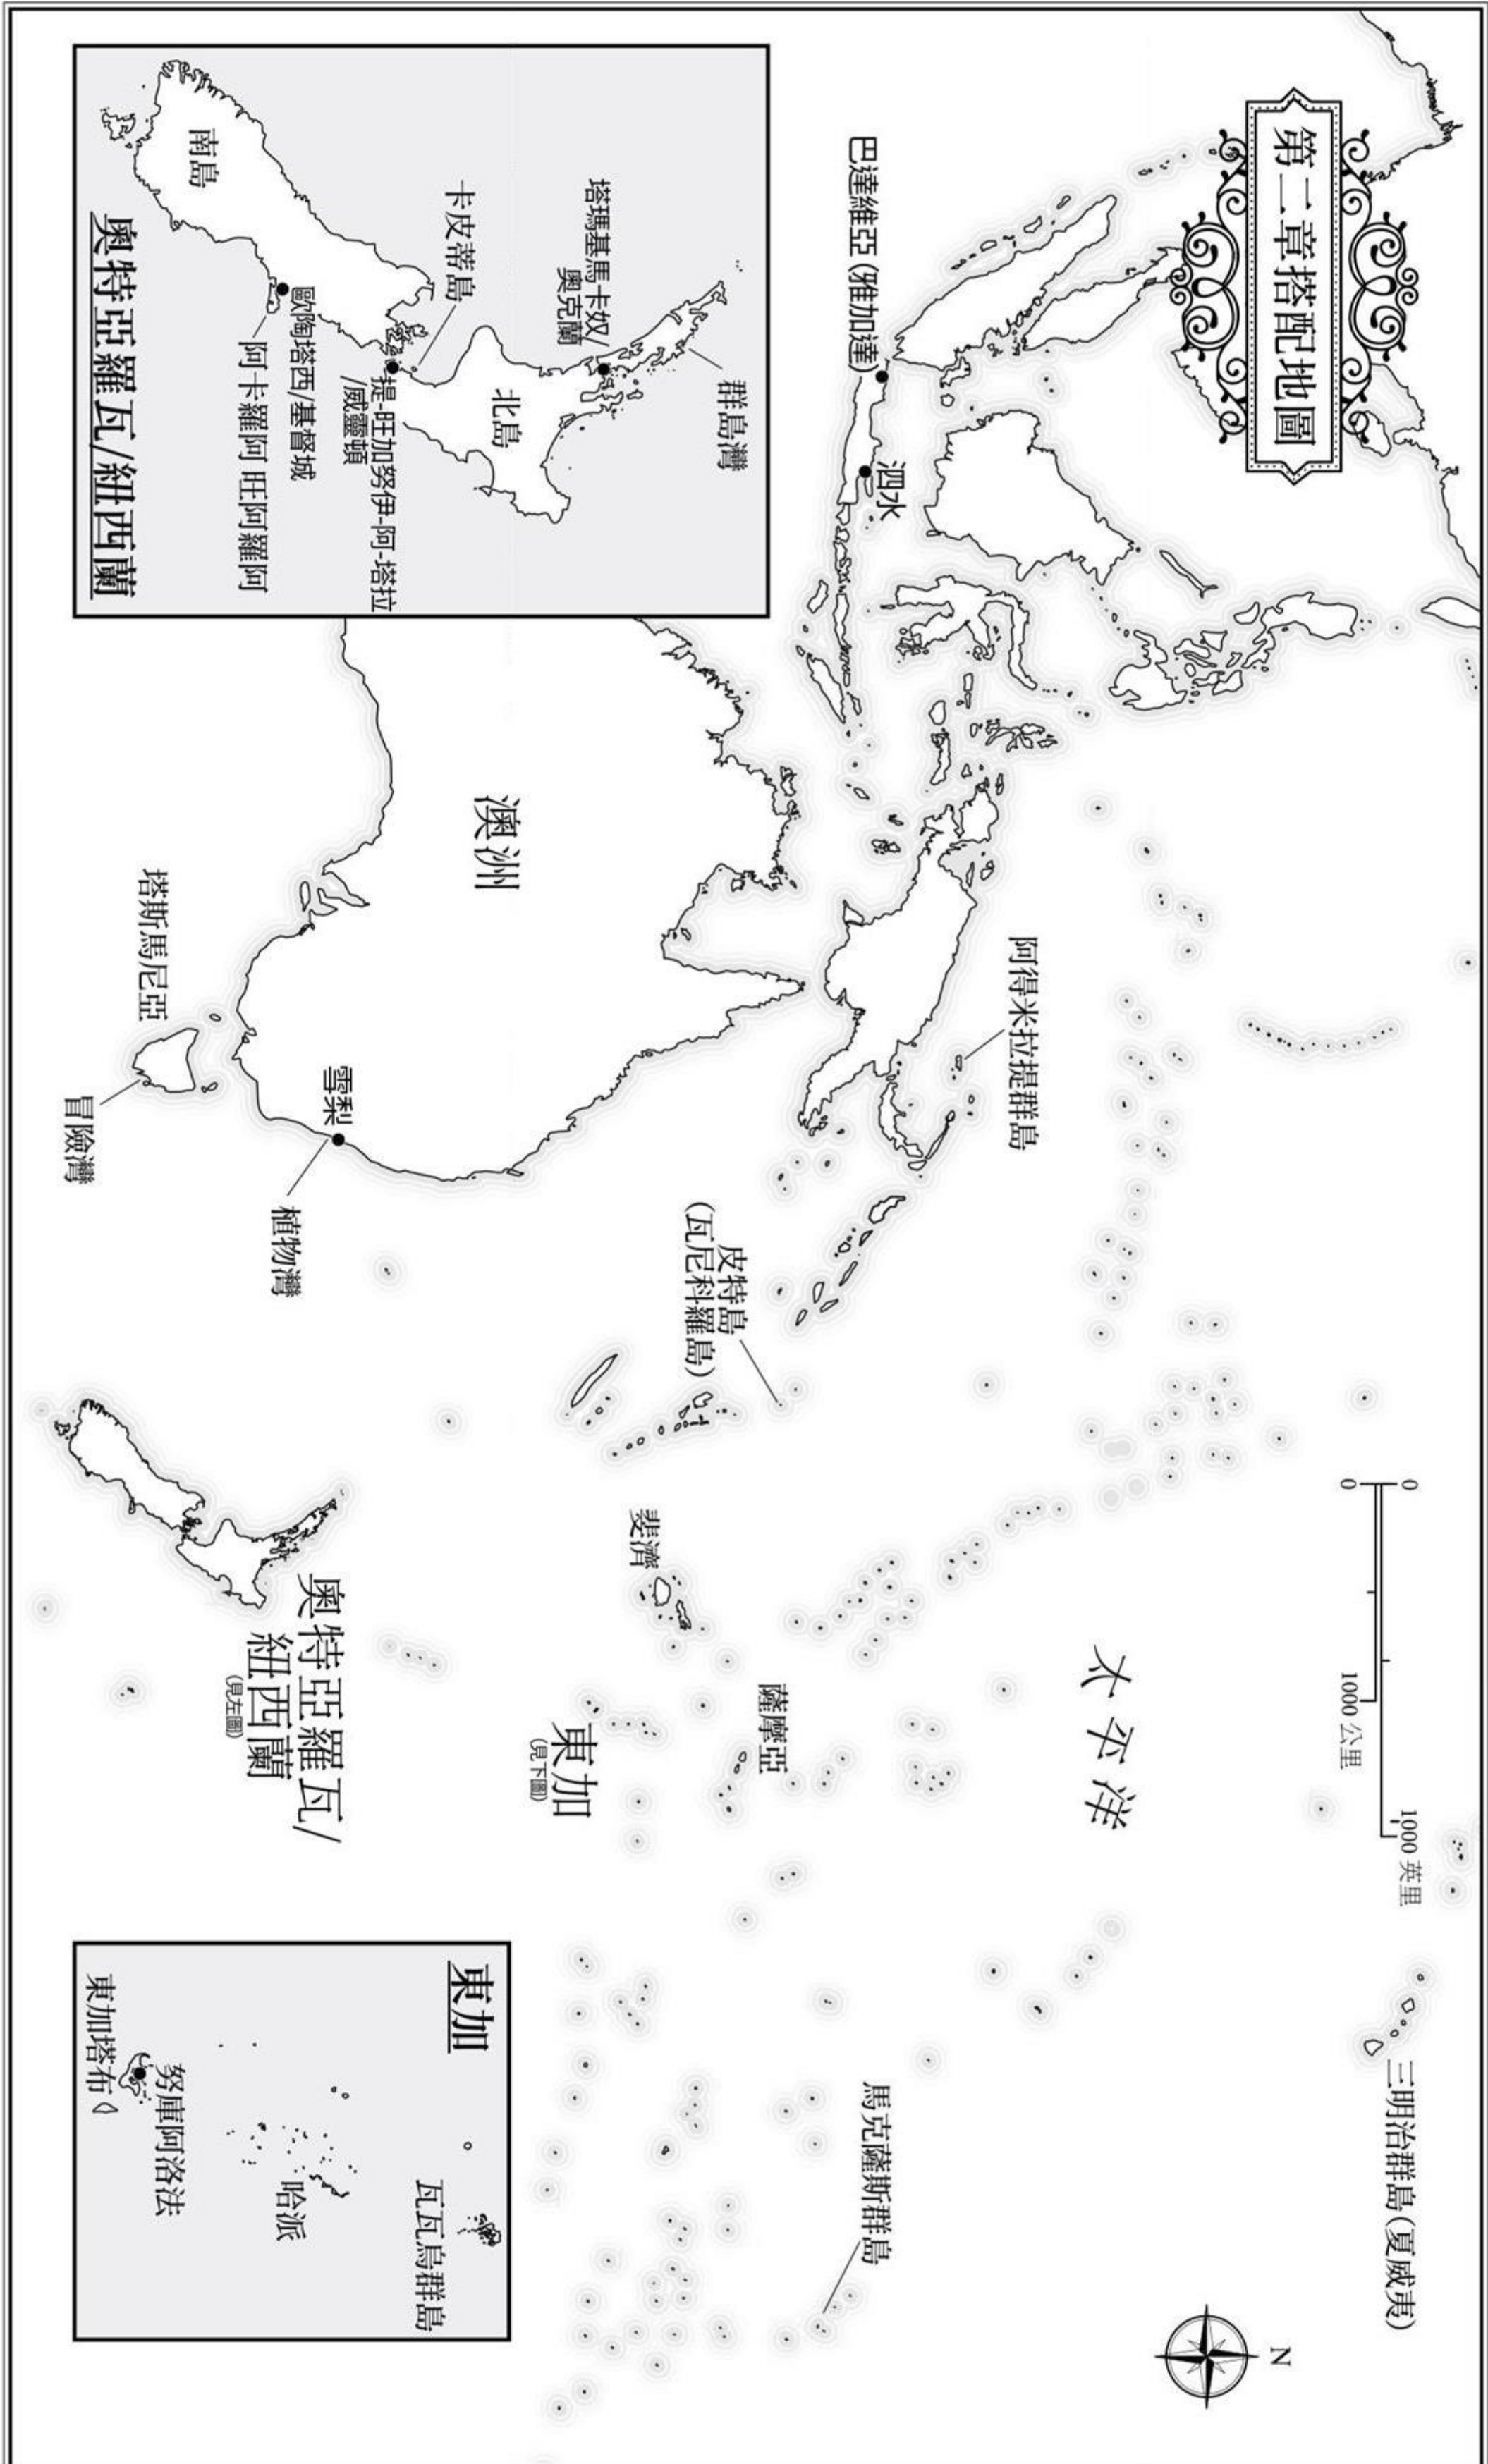 第二章搭配地圖
0
1000 英里
0
1000 公里
N
三明治群島 (夏威夷)
太平洋
巴達維亞 (雅加達)
泗水
阿得米拉提群島
馬克薩斯群島
薩摩亞
皮特島
(瓦尼科羅島)
斐濟
東加
(見下圖)
澳洲
雪梨
植物灣
塔斯馬尼亞
冒險灣
奧特亞羅瓦/
紐西蘭
(見左圖)
群島灣
塔瑪基馬卡奴/
奧克蘭
北島
卡皮蒂島
提-旺加努伊-阿-塔拉
/威靈頓
歐陶塔西/基督城
阿卡羅阿 旺阿羅阿
南島
奧特亞羅瓦/紐西蘭
東加
瓦瓦烏群島
哈派
努庫阿洛法
東加塔布